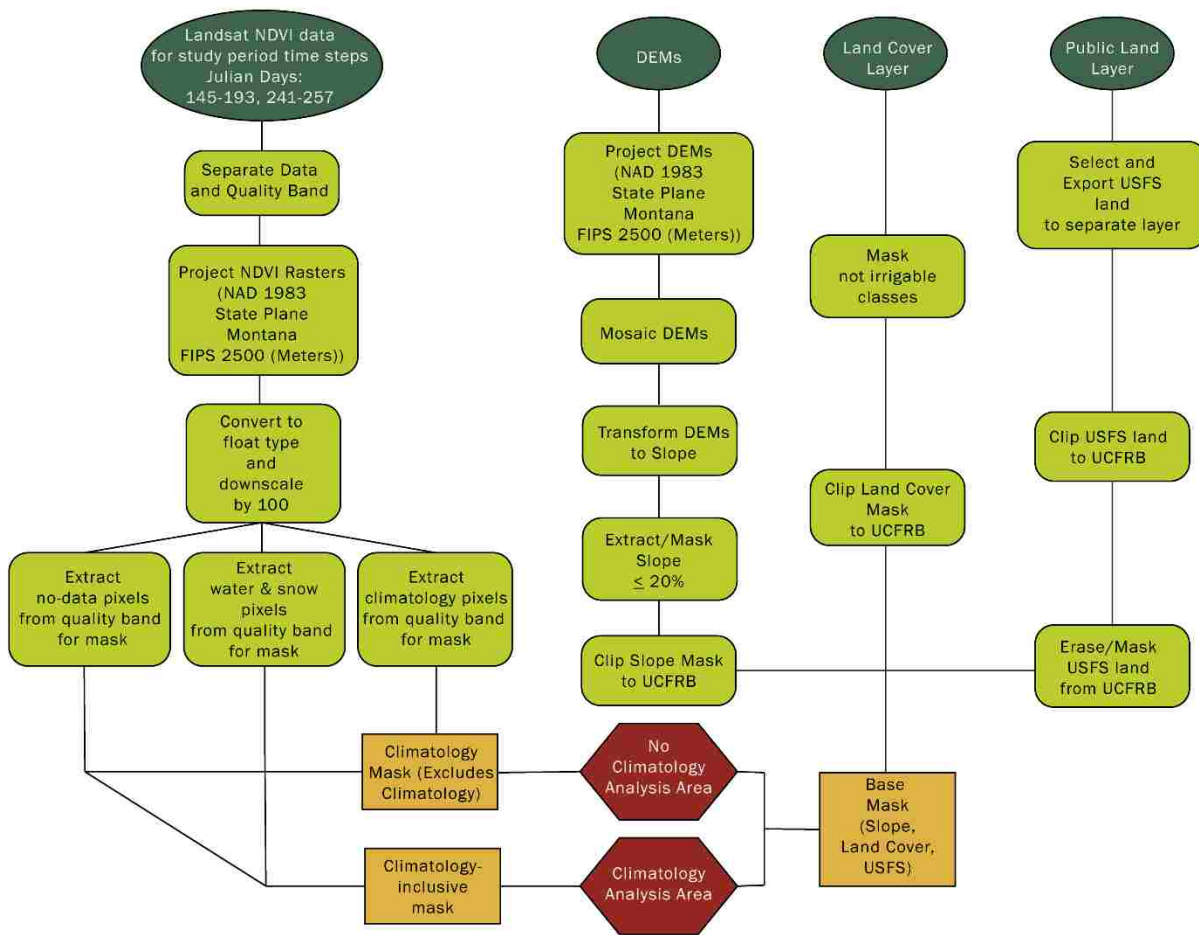 Landsat NDVI data
for study period time steps
Julian Days:
145-193, 241-257
DEMs
Land Cover
Layer
Public Land
Layer
Separate Data
and Quality Band
Project DEMs
(NAD 1983
State Plane
Montana
FIPS 2500 (Meters))
Select and
Export USFS
land
to separate layer
Project NDVI Rasters
(NAD 1983
State Plane
Montana
FIPS 2500 (Meters))
Mask
not irrigable
classes
Mosaic DEMs
Convert to
float type
and
downscale
by 100
Transform DEMs
to Slope
Clip USFS land
to UCFRB
Clip Land Cover
Mask
to UCFRB
Extract/Mask
Slope
≤ 20%
Extract
no-data pixels
from quality band
for mask
Extract
water & snow
pixels
from quality band
for mask
Extract
climatology pixels
from quality band
for mask
Clip Slope Mask
to UCFRB
Erase/Mask
USFS land
from UCFRB
Climatology
Mask (Excludes
Climatology)
No
Climatology
Analysis Area
Base
Mask
(Slope,
Land Cover,
USFS)
Climatology-
inclusive
mask
Climatology
Analysis Area